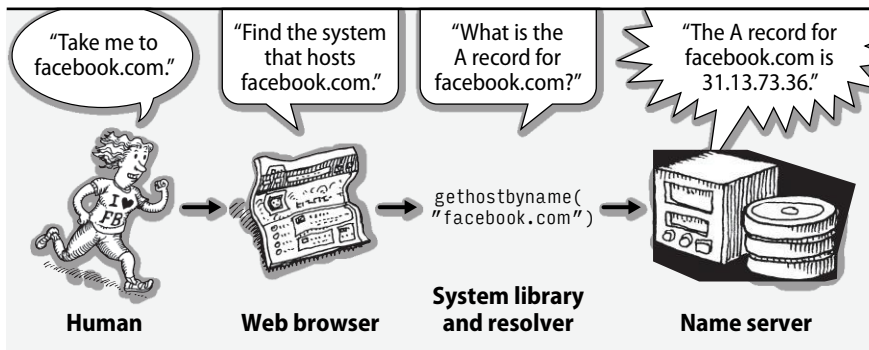 “Take me to
facebook.com.”
“Find the system
that hosts
facebook.com.”
“What is the
A record for
facebook.com?”
“The A record for
facebook.com is
31.13.73.36.”
I ♥
FB
gethostbyname(
"facebook.com")
Human
Web browser
System library
and resolver
Name server